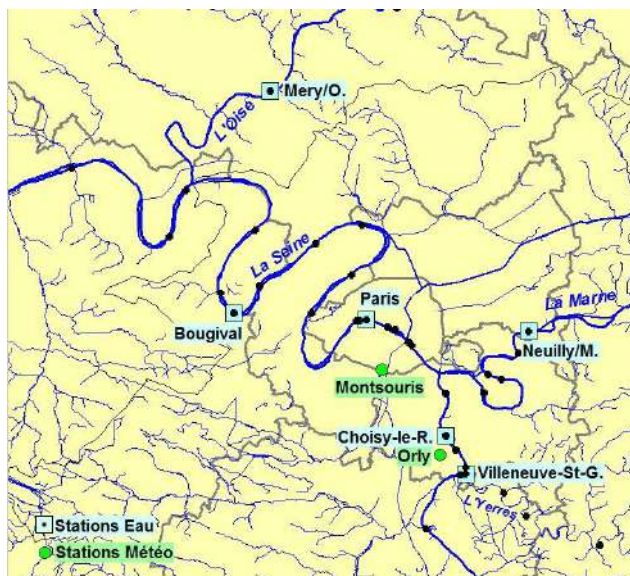 Mery/O.
L'Oise
La Seine
Paris
La Marne
Bougival
Neuilly/M.
Montsouris
Choisy-le-R.
Orly
Villeneuve-St-G.
L'Yerres
Stations Eau
Stations Météo